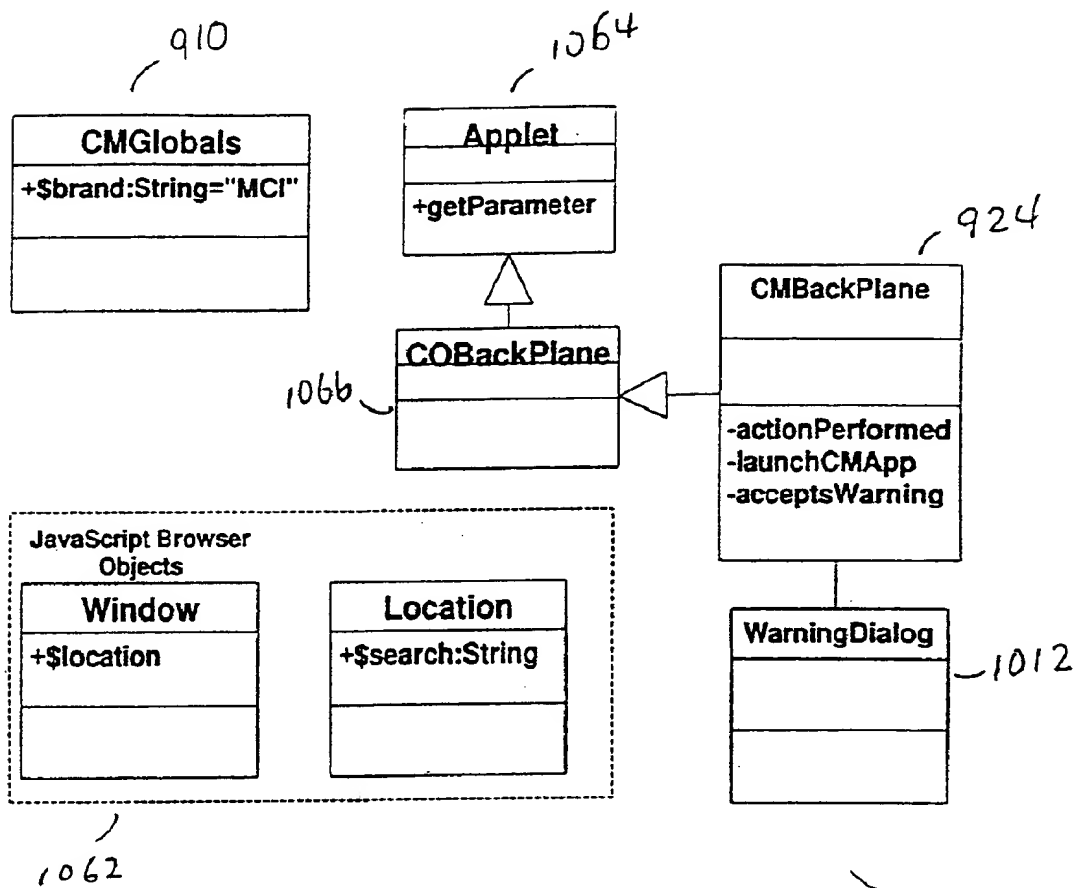 910
1064
CMGlobals
+$brand:String="MCI"
Applet
+getParameter
924
CMBackPlane
-actionPerformed
-launchCMApp
-acceptsWarning
COBackPlane
1066
JavaScript Browser
Objects
Window
+$location
Location
+$search:String
WarningDialog
1012
1062